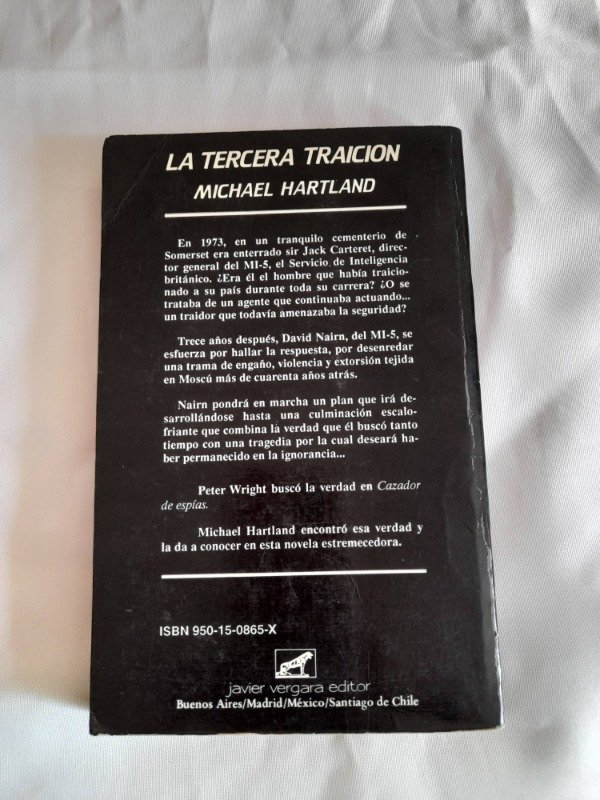 LA TERCERA TRAICION
MICHAEL HARTLAND
En 1973, en un tranquilo cementerio de
Somerset era enterrado sir Jack Carteret, direc-
tor general del MI-5, el Servicio de Inteligencia
británico. ¿Era él el hombre que había traicio-
nado a su país durante toda su carrera? ¿O se
trataba de un agente que continuaba actuando...
un traidor que todavía amenazaba la seguridad?
Trece años después, David Nairn, del MI-5, se
esfuerza por hallar la respuesta, por desenredar
una trama de engaño, violencia y extorsión tejida
en Moscú más de cuarenta años atrás.
Nairn pondrá en marcha un plan que irá de-
sarrollándose hasta una culminación escalo-
friante que combina la verdad que él buscó tanto
tiempo con una tragedia por la cual deseará ha-
ber permanecido en la ignorancia...
Peter Wright buscó la verdad en Cazador
de espías.
Michael Hartland encontró esa verdad y
la da a conocer en esta novela estremecedora.
ISBN 950-15-0865-X
javier vergara editor
Buenos Aires/Madrid/México/Santiago de Chile